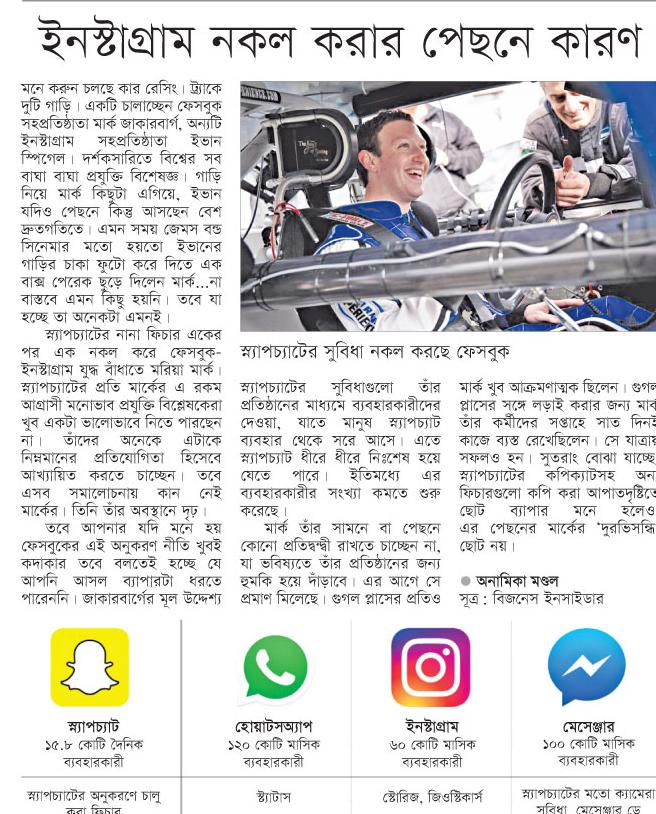 ইনস্টাগ্রাম নকল করার পেছনে কারণ
মনে করুন চলছে কার রেসিং। ট্র্যাকে
দুটি গাড়ি। একটি চালাচ্ছেন ফেসবুক
সহপ্রতিষ্ঠাতা মার্ক জাকারবার্গ, অন্যটি
ইনস্টাগ্রাম সহপ্রতিষ্ঠাতা ইভান
স্পিগেল। দর্শকসারিতে বিশ্বের সব
বাঘা বাঘা প্রযুক্তি বিশেষজ্ঞ। গাড়ি
নিয়ে মার্ক কিছুটা এগিয়ে, ইভান
যদিও পেছনে কিন্তু আসছেন বেশ
দ্রুতগতিতে। এমন সময় জেমস বন্ড
সিনেমার মতো হয়তো ইভানের
গাড়ির চাকা ফুটো করে দিতে এক
বাক্স পেরেক ছুড়ে দিলেন মার্ক...না
বাস্তবে এমন কিছু হয়নি। তবে যা
হচ্ছে তা অনেকটা এমনই।
স্ন্যাপচ্যাটের নানা ফিচার একের
পর এক নকল করে ফেসবুক-
ইনস্টাগ্রাম যুদ্ধ বাঁধাতে মরিয়া মার্ক।
স্ন্যাপচ্যাটের প্রতি মার্কের এ রকম
আগ্রাসী মনোভাব প্রযুক্তি বিশ্লেষকেরা
খুব একটা ভালোভাবে নিতে পারছেন
না। তাঁদের অনেকে এটাকে
নিম্নমানের প্রতিযোগিতা হিসেবে
আখ্যায়িত করতে চাচ্ছেন। তবে
এসব সমালোচনায় কান নেই
মার্কের। তিনি তাঁর অবস্থানে দৃঢ়।
তবে আপনার যদি মনে হয়
ফেসবুকের এই অনুকরণ নীতি খুবই
কদাকার তবে বলতেই হচ্ছে যে
আপনি আসল ব্যাপারটা ধরতে
পারেননি। জাকারবার্গের মূল উদ্দেশ্য
স্ন্যাপচ্যাটের সুবিধা নকল করছে ফেসবুক
স্ন্যাপচ্যাটের সুবিধাগুলো তাঁর
প্রতিষ্ঠানের মাধ্যমে ব্যবহারকারীদের
দেওয়া, যাতে মানুষ স্ন্যাপচ্যাট
ব্যবহার থেকে সরে আসে। এতে
স্ন্যাপচ্যাট ধীরে ধীরে নিঃশেষ হয়ে
যেতে পারে। ইতিমধ্যে এর
ব্যবহারকারীর সংখ্যা কমতে শুরু
করেছে।
মার্ক তাঁর সামনে বা পেছনে
কোনো প্রতিদ্বন্দ্বী রাখতে চাচ্ছেন না,
যা ভবিষ্যতে তাঁর প্রতিষ্ঠানের জন্য
হুমকি হয়ে দাঁড়াবে। এর আগে সে
প্রমাণ মিলেছে। গুগল প্লাসের প্রতিও
মার্ক খুব আক্রমণাত্মক ছিলেন। গুগল
প্লাসের সঙ্গে লড়াই করার জন্য মার্ক
তাঁর কর্মীদের সপ্তাহে সাত দিনই
কাজে ব্যস্ত রেখেছিলেন। সে যাত্রায়
সফলও হন। সুতরাং বোঝা যাচ্ছে,
স্ন্যাপচ্যাটের কপিক্যাটসহ অন্য
ফিচারগুলো কপি করা আপাতদৃষ্টিতে
ছোট ব্যাপার মনে হলেও
এর পেছনের মার্কের ‘দুরভিসন্ধি’
ছোট নয়।
● অনামিকা মণ্ডল
সূত্র : বিজনেস ইনসাইডার
স্ন্যাপচ্যাট
১৫.৮ কোটি দৈনিক
ব্যবহারকারী
হোয়াটসঅ্যাপ
১২০ কোটি মাসিক
ব্যবহারকারী
ইনস্টাগ্রাম
৬০ কোটি মাসিক
ব্যবহারকারী
মেসেঞ্জার
১০০ কোটি মাসিক
ব্যবহারকারী
স্ন্যাপচ্যাটের অনুকরণে চালু
করা ফিচার
স্ট্যাটাস
স্টোরিজ, জিওস্টিকার্স
স্ন্যাপচ্যাটের মতো ক্যামেরা
সুবিধা, মেসেঞ্জার ডে